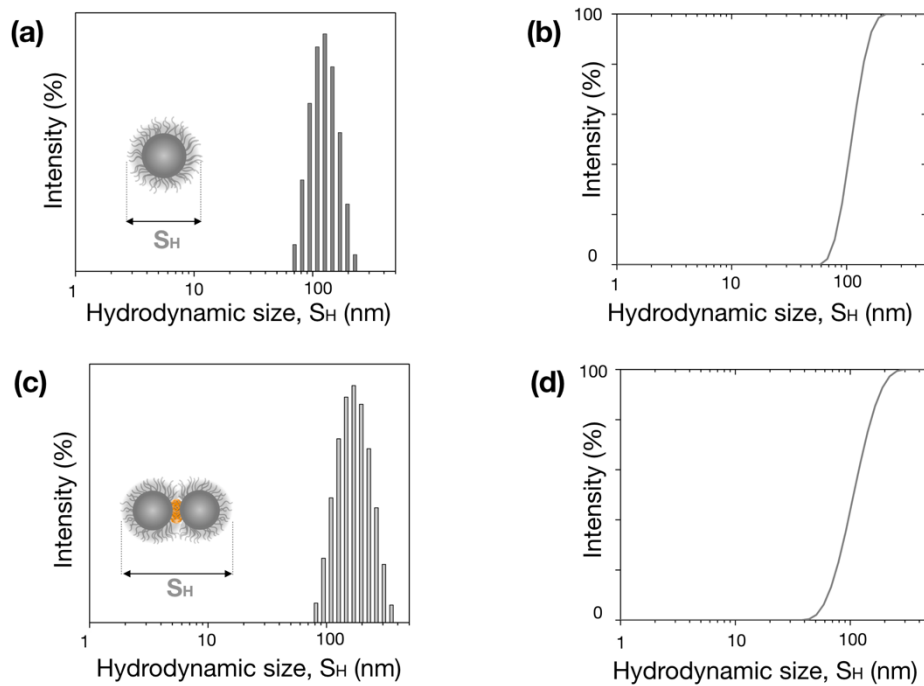 (a)
Intensity (%)
SH
1
10
100
Hydrodynamic size, SH (nm)
(b)
100
Intensity (%)
0
1
10
100
Hydrodynamic size, SH (nm)
(c)
Intensity (%)
SH
1
10
100
Hydrodynamic size, SH (nm)
(d)
100
Intensity (%)
0
1
10
100
Hydrodynamic size, SH (nm)